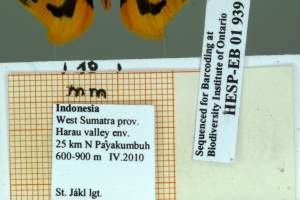 Sequenced for Barcoding at
Biodiversity Institute of Ontario
HESP-EB 01 939
mm
Indonesia
West Sumatra prov.
Harau valley env.
25 km N Payakumbuh
600-900 m IV.2010
St. Jákl lgt.